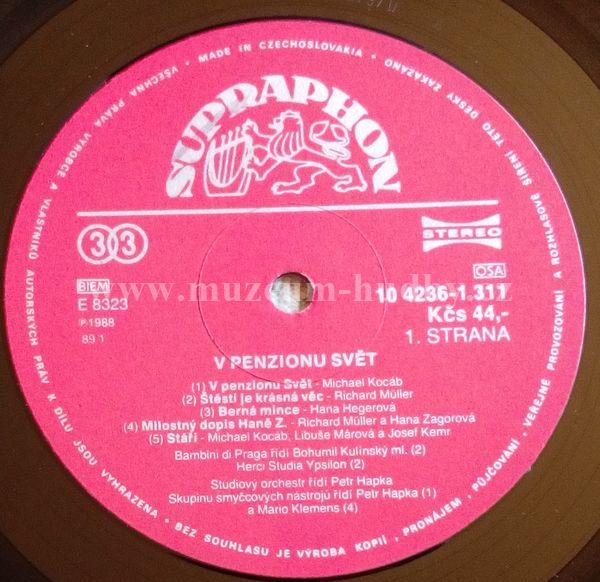 MADE IN CZECHOSLOVAKIA • VŠECHNA PRÁVA VÝROBCE A VLASTNÍKŮ AUTORSKÝCH PRÁV K DÍLU JSOU VYHRAZENA • BEZ SOUHLASU JE VÝROBA KOPIÍ, PRONÁJEM, PŮJČOVÁNÍ, VEŘEJNÉ PROVOZOVÁNÍ A ROZHLASOVÉ ŠÍŘENÍ TÉTO DESKY ZAKÁZÁNO
SUPRAPHON
33
STEREO
BIEM
OSA
E 8323
10 4236-1.311
www.muzeum-hudby.cz
Ⓟ1988
Kčs 44,-
89 1
1. STRANA
V PENZIONU SVĚT
(1) V penzionu Svět - Michael Kocáb
(2) Štěstí je krásná věc - Richard Müller
(3) Berná mince - Hana Hegerová
(4) Milostný dopis Haně Z. - Richard Müller a Hana Zagorová
(5) Stáří - Michael Kocáb, Libuše Márová a Josef Kemr
Bambini di Praga řídí Bohumil Kulínský ml. (2)
Herci Studia Ypsilon (2)
Studiový orchestr řídí Petr Hapka
Skupinu smyčcových nástrojů řídí Petr Hapka (1)
a Mario Klemens (4)